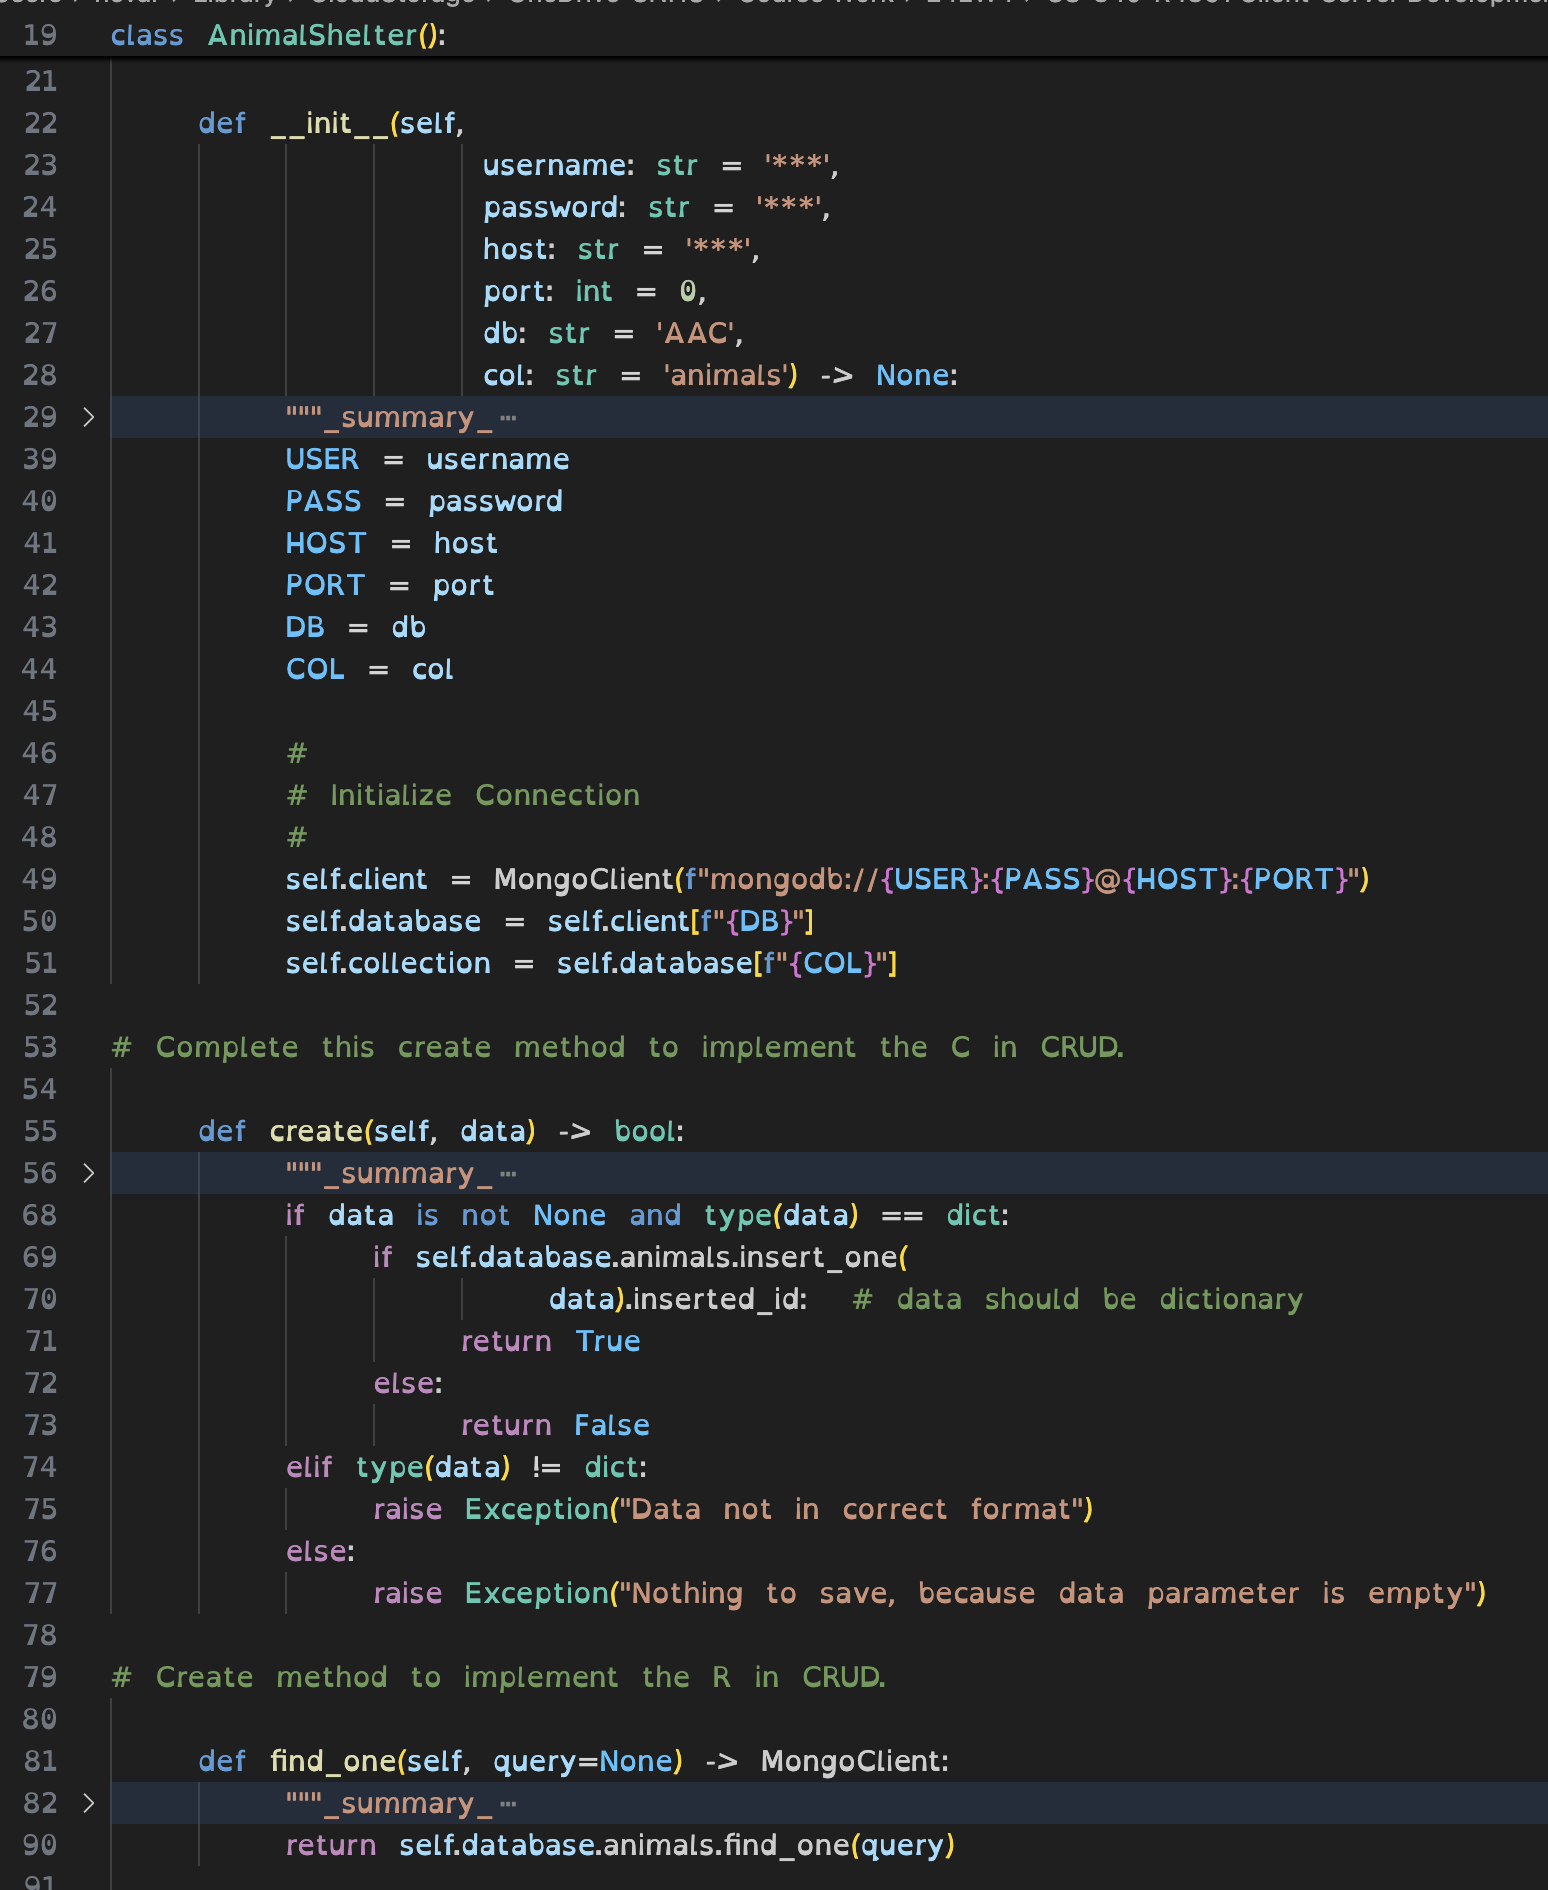 19 class AnimalShelter():
21
22 def __init__(self,
23 username: str = '***',
24 password: str = '***',
25 host: str = '***',
26 port: int = 0,
27 db: str = 'AAC',
28 col: str = 'animals') -> None:
29 > """_summary_ ⋯
39 USER = username
40 PASS = password
41 HOST = host
42 PORT = port
43 DB = db
44 COL = col
45
46 #
47 # Initialize Connection
48 #
49 self.client = MongoClient(f"mongodb://{USER}:{PASS}@{HOST}:{PORT}")
50 self.database = self.client[f"{DB}"]
51 self.collection = self.database[f"{COL}"]
52
53 # Complete this create method to implement the C in CRUD.
54
55 def create(self, data) -> bool:
56 > """_summary_ ⋯
68 if data is not None and type(data) == dict:
69 if self.database.animals.insert_one(
70 data).inserted_id: # data should be dictionary
71 return True
72 else:
73 return False
74 elif type(data) != dict:
75 raise Exception("Data not in correct format")
76 else:
77 raise Exception("Nothing to save, because data parameter is empty")
78
79 # Create method to implement the R in CRUD.
80
81 def find_one(self, query=None) -> MongoClient:
82 > """_summary_ ⋯
90 return self.database.animals.find_one(query)
91